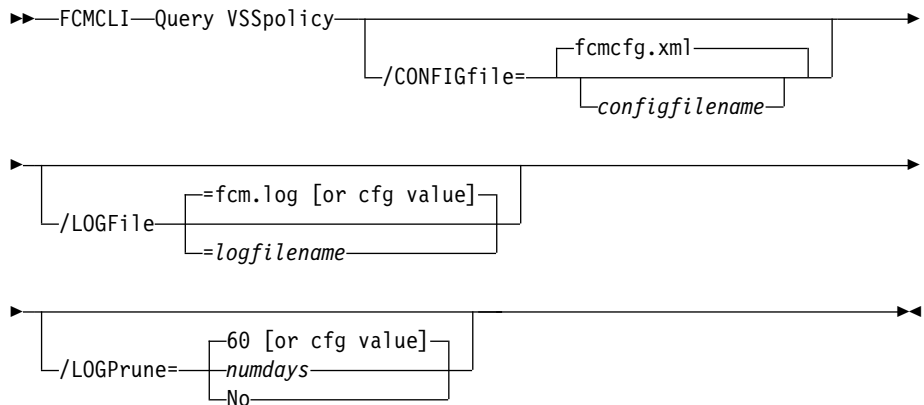 FCMCLI Query VSSpolicy
fcmcfg.xml
/CONFIGfile=
configfilename
=fcm.log [or cfg value]
/LOGFile
=logfilename
60 [or cfg value]
/LOGPrune=
numdays
No